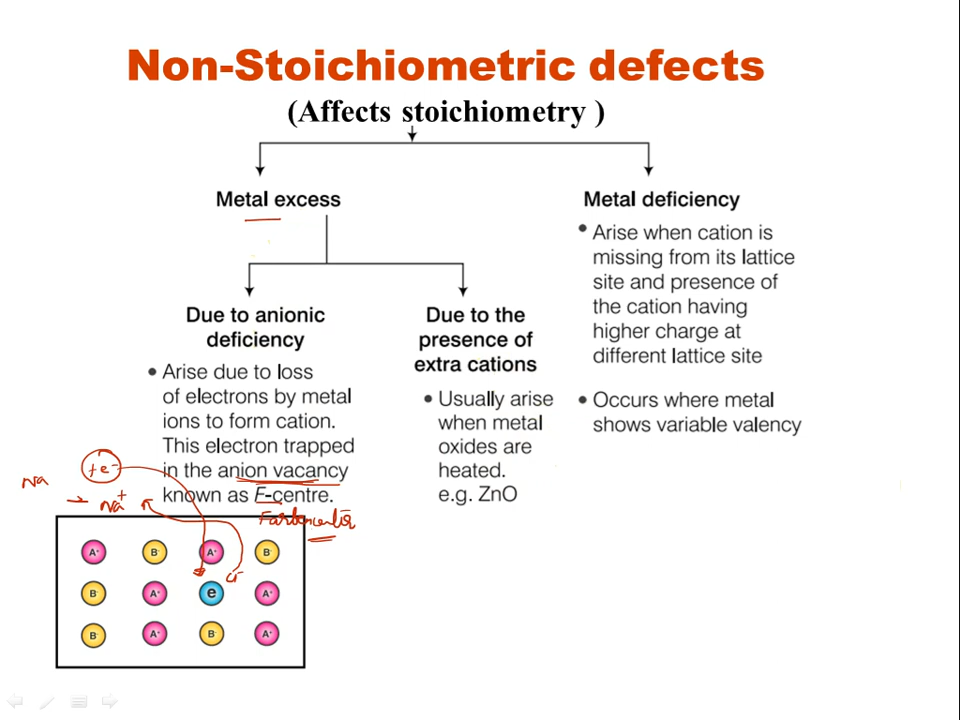 Non-Stoichiometric defects
(Affects stoichiometry )
Metal excess
Metal deficiency
• Arise when cation is
missing from its lattice
site and presence of
the cation having
higher charge at
different lattice site
• Occurs where metal
shows variable valency
Due to anionic
deficiency
• Arise due to loss
of electrons by metal
ions to form cation.
This electron trapped
in the anion vacancy
known as F-centre.
Due to the
presence of
extra cations
• Usually arise
when metal
oxides are
heated.
e.g. ZnO
+e⁻
Na
→ Na⁺
Cl⁻
A⁺ B⁻ A⁺ B⁻
B⁻ A⁺ e A⁺
B⁻ A⁺ B⁻ A⁺